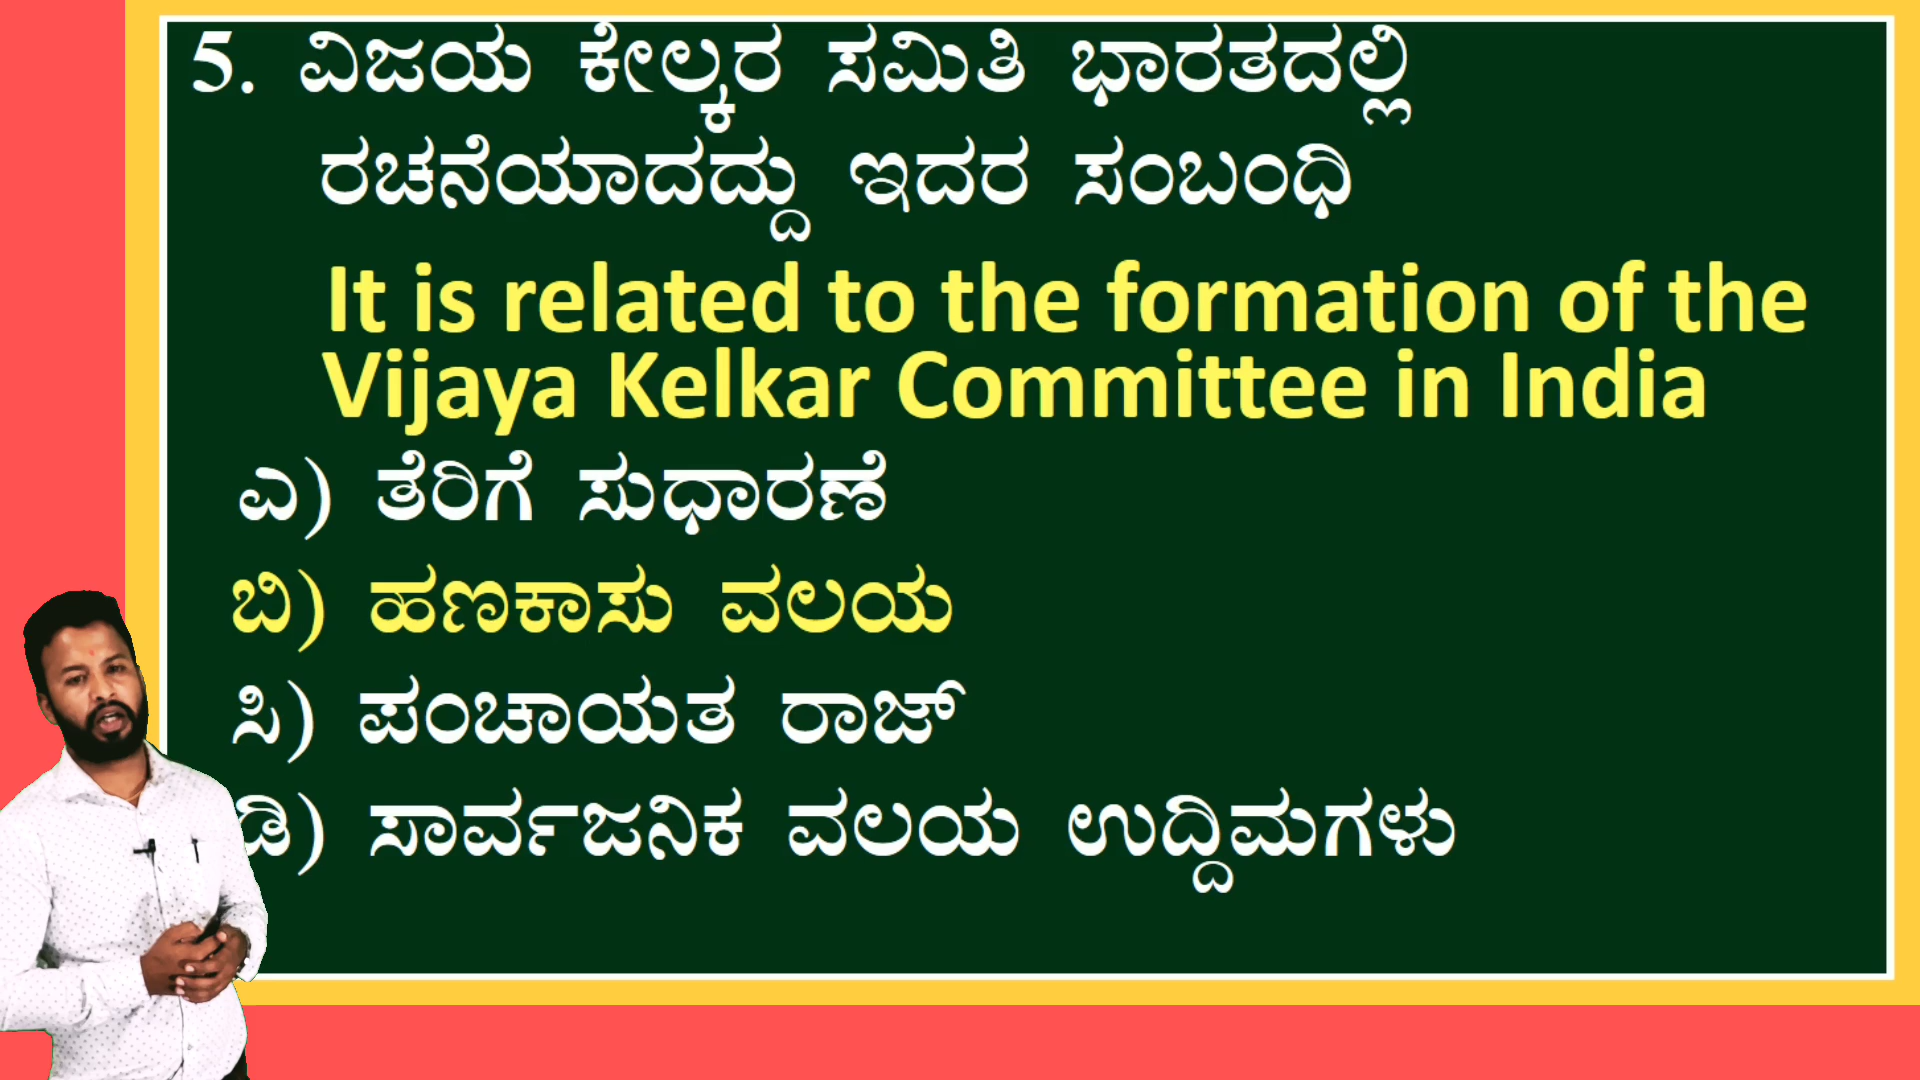 5. ವಿಜಯ ಕೇಲ್ಕರ ಸಮಿತಿ ಭಾರತದಲ್ಲಿ
ರಚನೆಯಾದದ್ದು ಇದರ ಸಂಬಂಧಿ
It is related to the formation of the
Vijaya Kelkar Committee in India
ಎ) ತೆರಿಗೆ ಸುಧಾರಣೆ
ಬಿ) ಹಣಕಾಸು ವಲಯ
ಸಿ) ಪಂಚಾಯತ ರಾಜ್
ಡಿ) ಸಾರ್ವಜನಿಕ ವಲಯ ಉದ್ದಿಮಗಳು